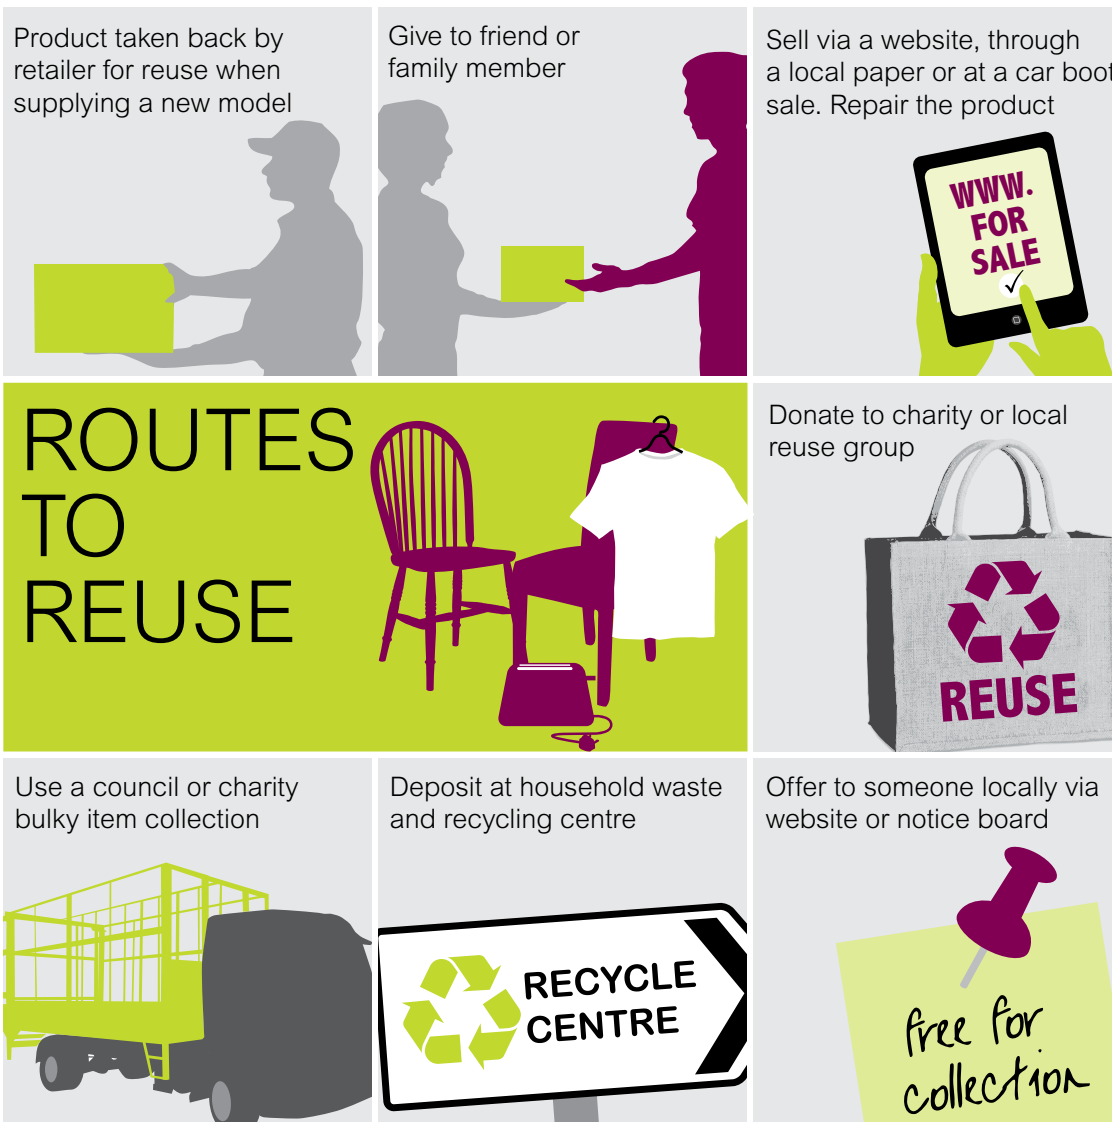 Product taken back by
retailer for reuse when
supplying a new model
Give to friend or
family member
Sell via a website, through
a local paper or at a car boot
sale. Repair the product
WWW.
FOR
SALE
ROUTES
TO
REUSE
Donate to charity or local
reuse group
REUSE
Use a council or charity
bulky item collection
Deposit at household waste
and recycling centre
RECYCLE
CENTRE
Offer to someone locally via
website or notice board
free for
collection